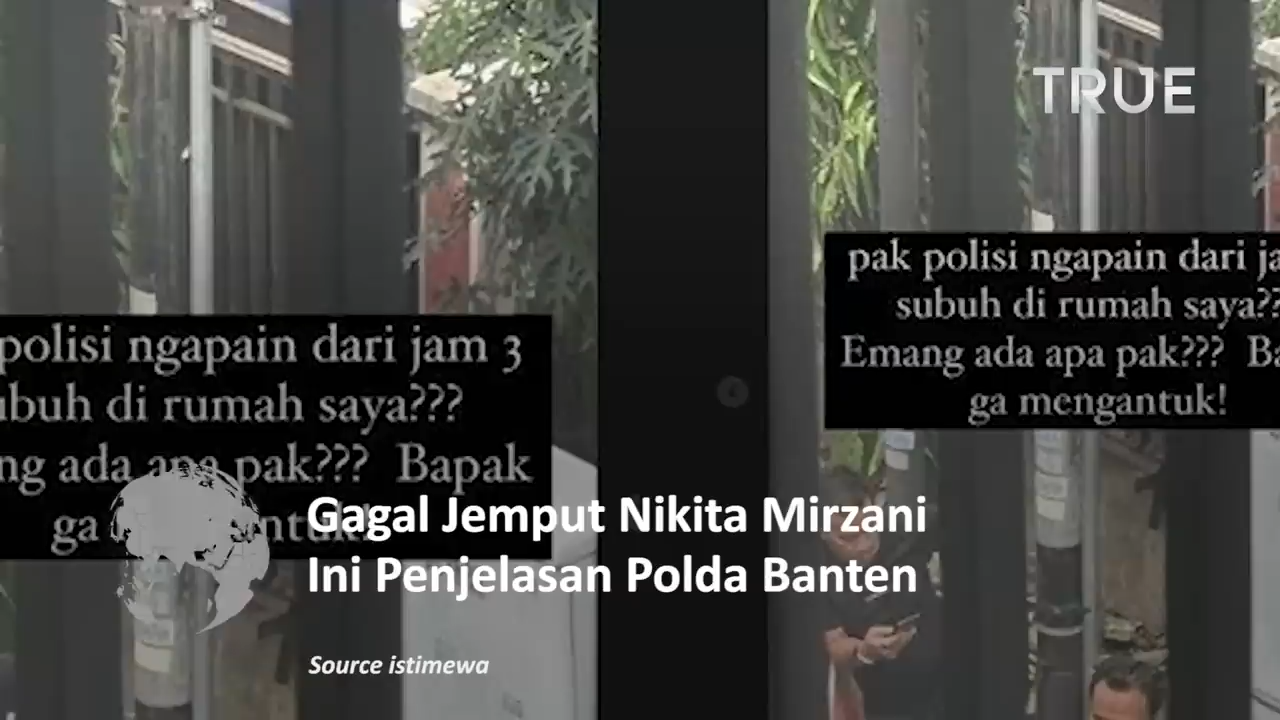 TRUE
polisi ngapain dari jam 3
ubuh di rumah saya???
ng ada apa pak??? Bapak
ga
pak polisi ngapain dari ja
subuh di rumah saya??
Emang ada apa pak??? Ba
ga mengantuk!
Gagal Jemput Nikita Mirzani
Ini Penjelasan Polda Banten
Source istimewa